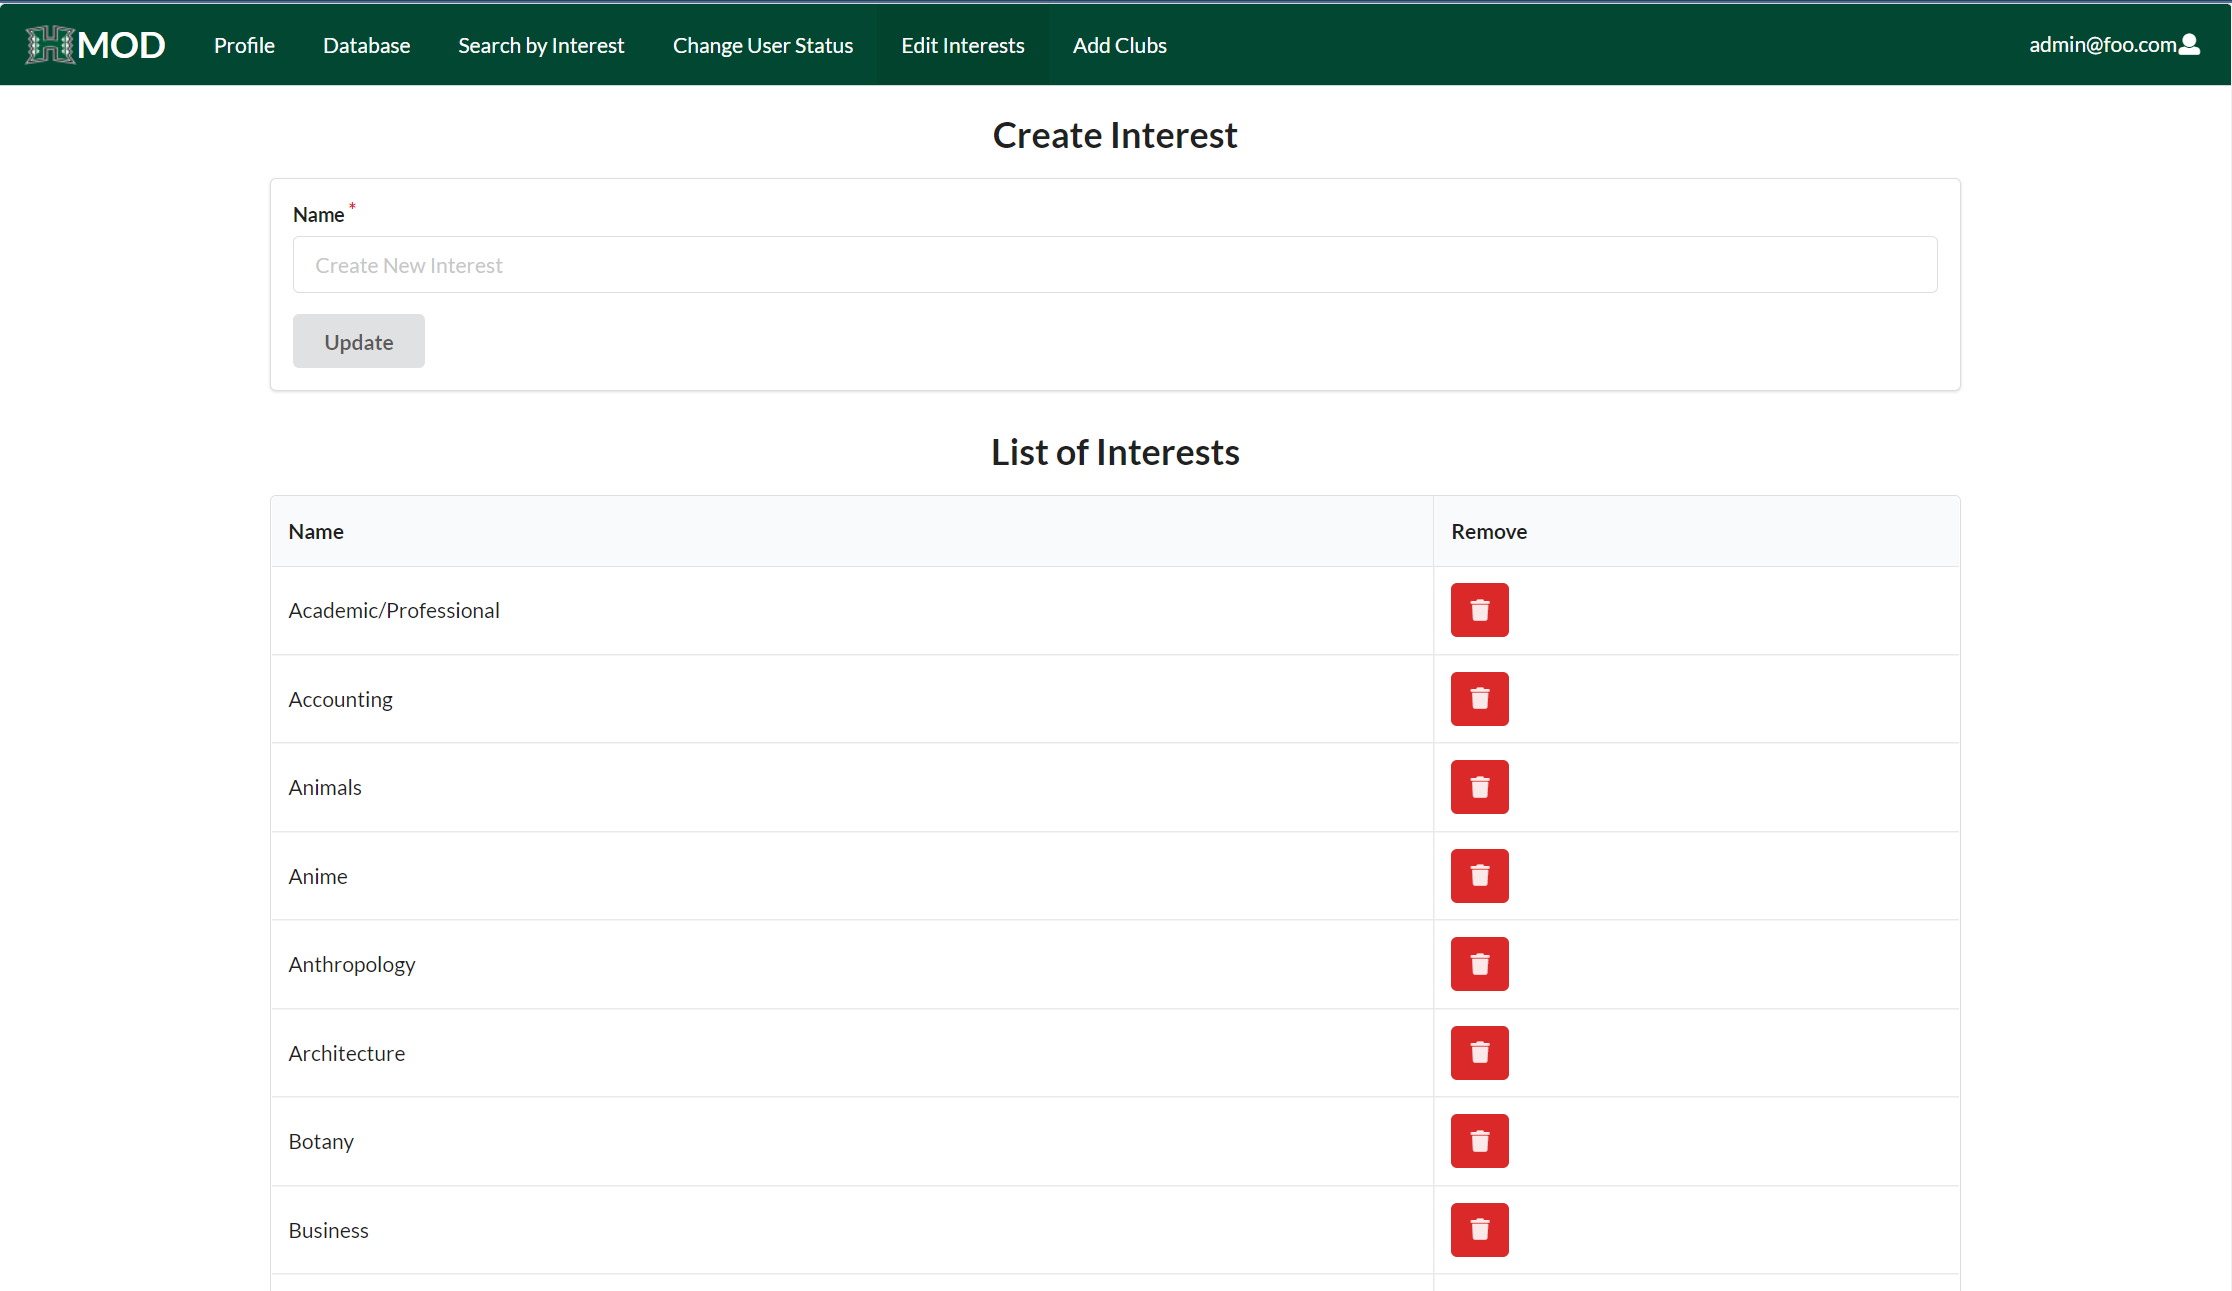 MOD Profile Database Search by Interest Change User Status Edit Interests Add Clubs admin@foo.com
Create Interest
Name *
Create New Interest
Update
List of Interests
Name Remove
Academic/Professional
Accounting
Animals
Anime
Anthropology
Architecture
Botany
Business